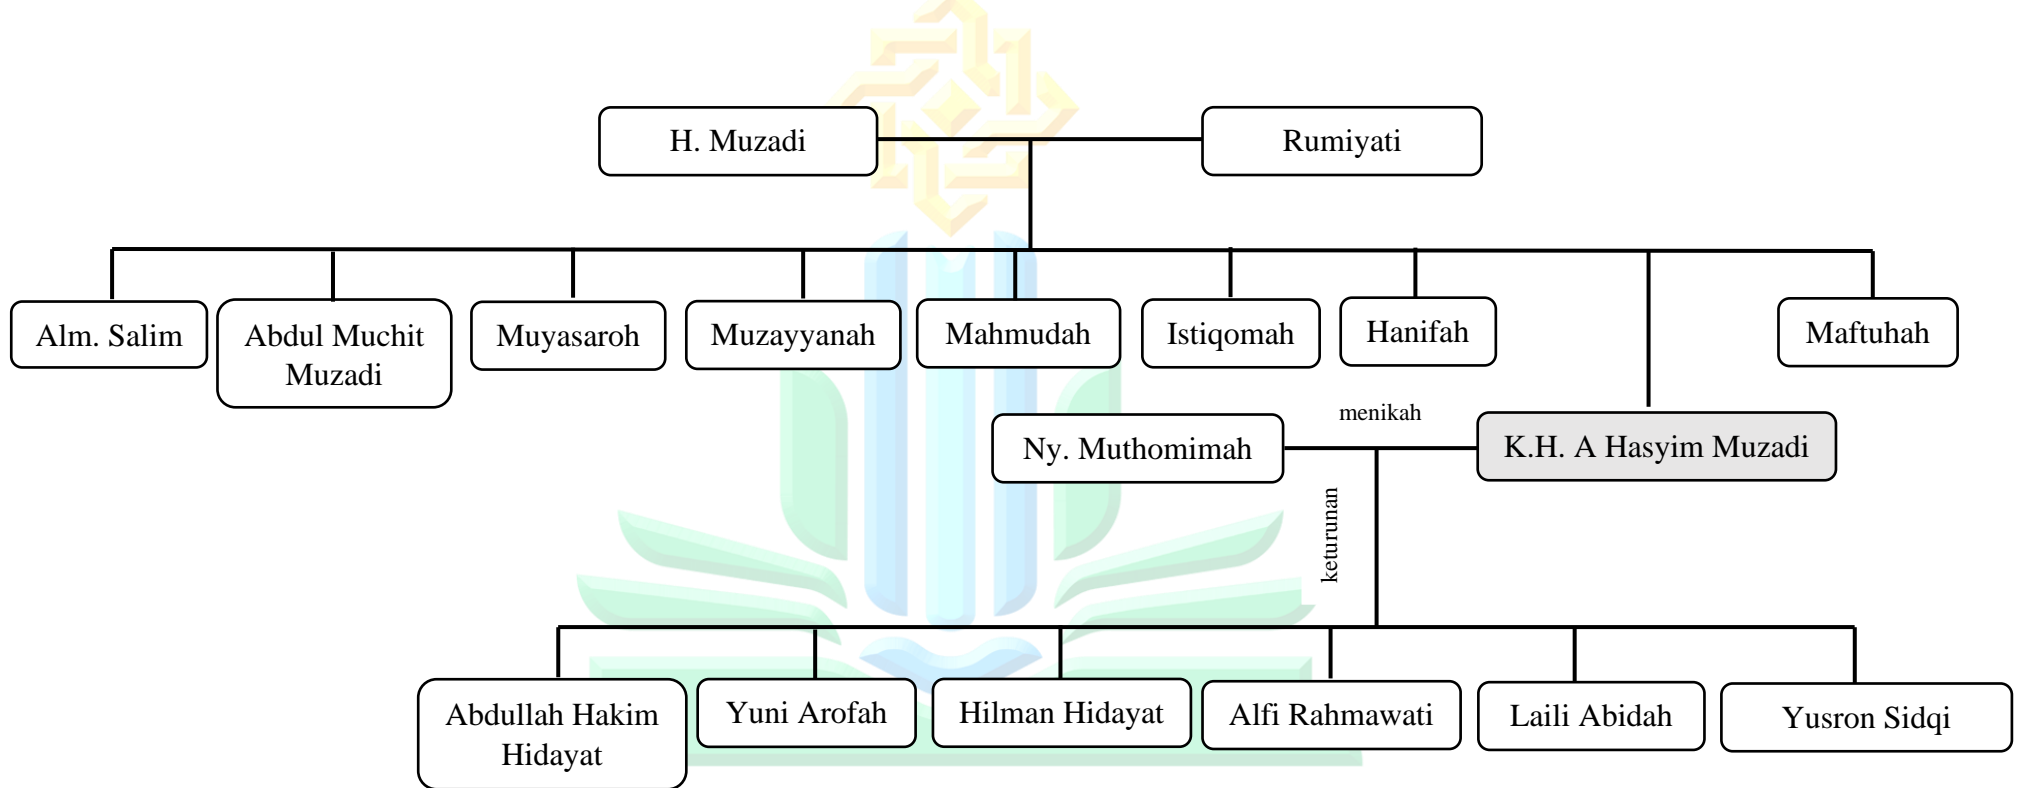 H. Muzadi
Rumiyati
Alm. Salim
Abdul Muchit
Muzadi
Muyasaroh
Muzayyanah
Mahmudah
Istiqomah
Hanifah
Maftuhah
menikah
Ny. Muthomimah
K.H. A Hasyim Muzadi
keturunan
Abdullah Hakim
Hidayat
Yuni Arofah
Hilman Hidayat
Alfi Rahmawati
Laili Abidah
Yusron Sidqi